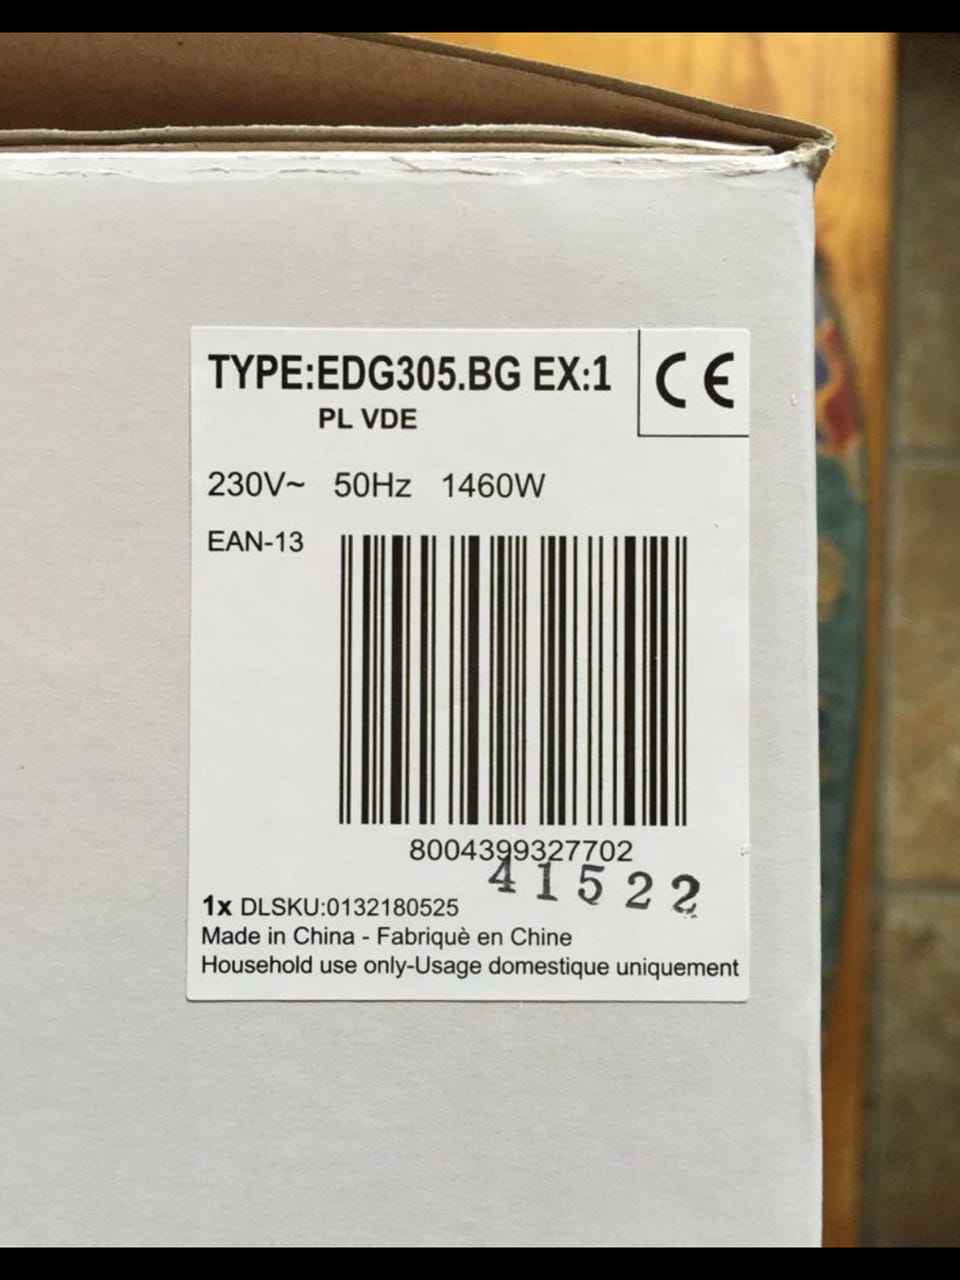 TYPE:EDG305.BG EX:1
CE
PL VDE
230V~ 50Hz 1460W
EAN-13
8004399327702
41522
1x DLSKU:0132180525
Made in China - Fabriquè en Chine
Household use only-Usage domestique uniquement